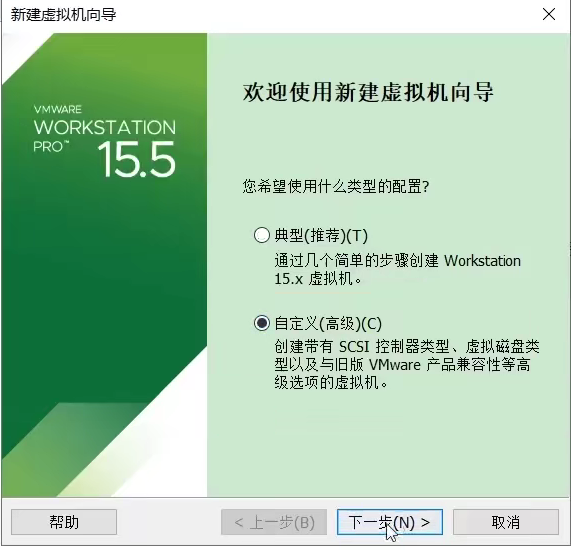 新建虚拟机向导
VMWARE
WORKSTATION
PRO™
15.5
欢迎使用新建虚拟机向导
您希望使用什么类型的配置?
典型(推荐)(T)
通过几个简单的步骤创建 Workstation
15.x 虚拟机。
自定义(高级)(C)
创建带有 SCSI 控制器类型、虚拟磁盘类
型以及与旧版 VMware 产品兼容性等高
级选项的虚拟机。
帮助
< 上一步(B)
下一步(N) >
取消